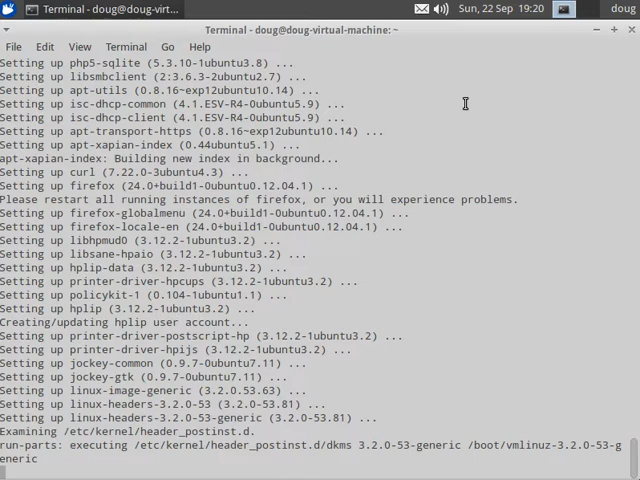 Terminal - doug@doug-virt... Sun, 22 Sep 19:20 doug
Terminal - doug@doug-virtual-machine: ~
File Edit View Terminal Go Help
Setting up php5-sqlite (5.3.10-1ubuntu3.8) ...
Setting up libsmbclient (2:3.6.3-2ubuntu2.7) ...
Setting up apt-utils (0.8.16~exp12ubuntu10.14) ...
Setting up isc-dhcp-common (4.1.ESV-R4-0ubuntu5.9) ...
Setting up isc-dhcp-client (4.1.ESV-R4-0ubuntu5.9) ...
Setting up apt-transport-https (0.8.16~exp12ubuntu10.14) ...
Setting up apt-xapian-index (0.44ubuntu5.1) ...
apt-xapian-index: Building new index in background...
Setting up curl (7.22.0-3ubuntu4.3) ...
Setting up firefox (24.0+build1-0ubuntu0.12.04.1) ...
Please restart all running instances of firefox, or you will experience problems.
Setting up firefox-globalmenu (24.0+build1-0ubuntu0.12.04.1) ...
Setting up firefox-locale-en (24.0+build1-0ubuntu0.12.04.1) ...
Setting up libhpmud0 (3.12.2-1ubuntu3.2) ...
Setting up libsane-hpaio (3.12.2-1ubuntu3.2) ...
Setting up hplip-data (3.12.2-1ubuntu3.2) ...
Setting up printer-driver-hpcups (3.12.2-1ubuntu3.2) ...
Setting up policykit-1 (0.104-1ubuntu1.1) ...
Setting up hplip (3.12.2-1ubuntu3.2) ...
Creating/updating hplip user account...
Setting up printer-driver-postscript-hp (3.12.2-1ubuntu3.2) ...
Setting up printer-driver-hpijs (3.12.2-1ubuntu3.2) ...
Setting up jockey-common (0.9.7-0ubuntu7.11) ...
Setting up jockey-gtk (0.9.7-0ubuntu7.11) ...
Setting up linux-image-generic (3.2.0.53.63) ...
Setting up linux-headers-3.2.0-53 (3.2.0-53.81) ...
Setting up linux-headers-3.2.0-53-generic (3.2.0-53.81) ...
Examining /etc/kernel/header_postinst.d.
run-parts: executing /etc/kernel/header_postinst.d/dkms 3.2.0-53-generic /boot/vmlinuz-3.2.0-53-g
eneric